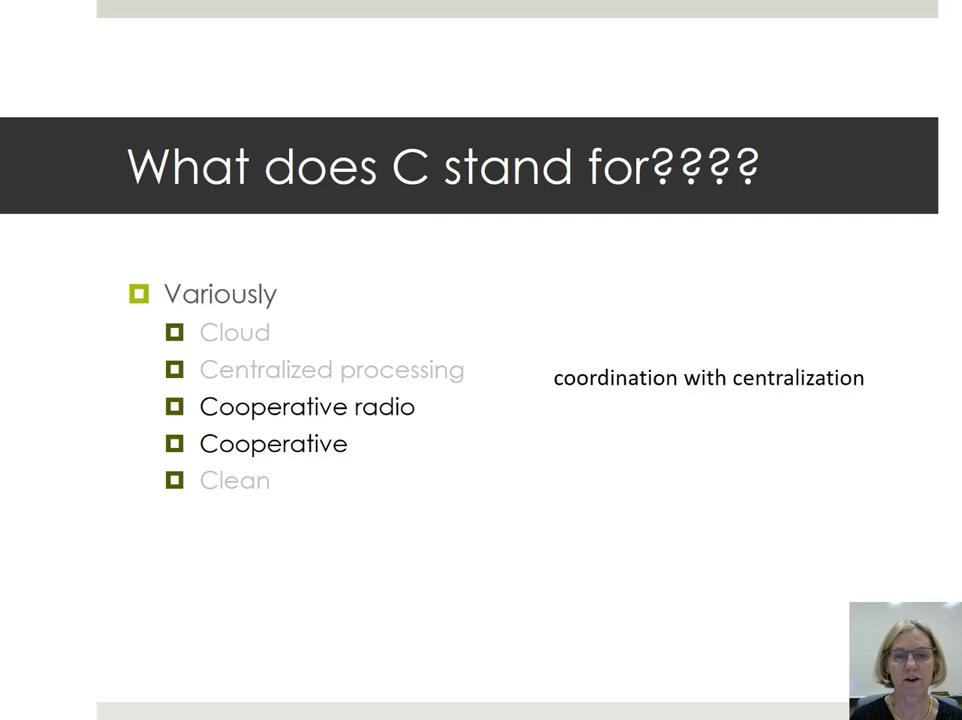 What does C stand for????
Variously
Cloud
Centralized processing
coordination with centralization
Cooperative radio
Cooperative
Clean